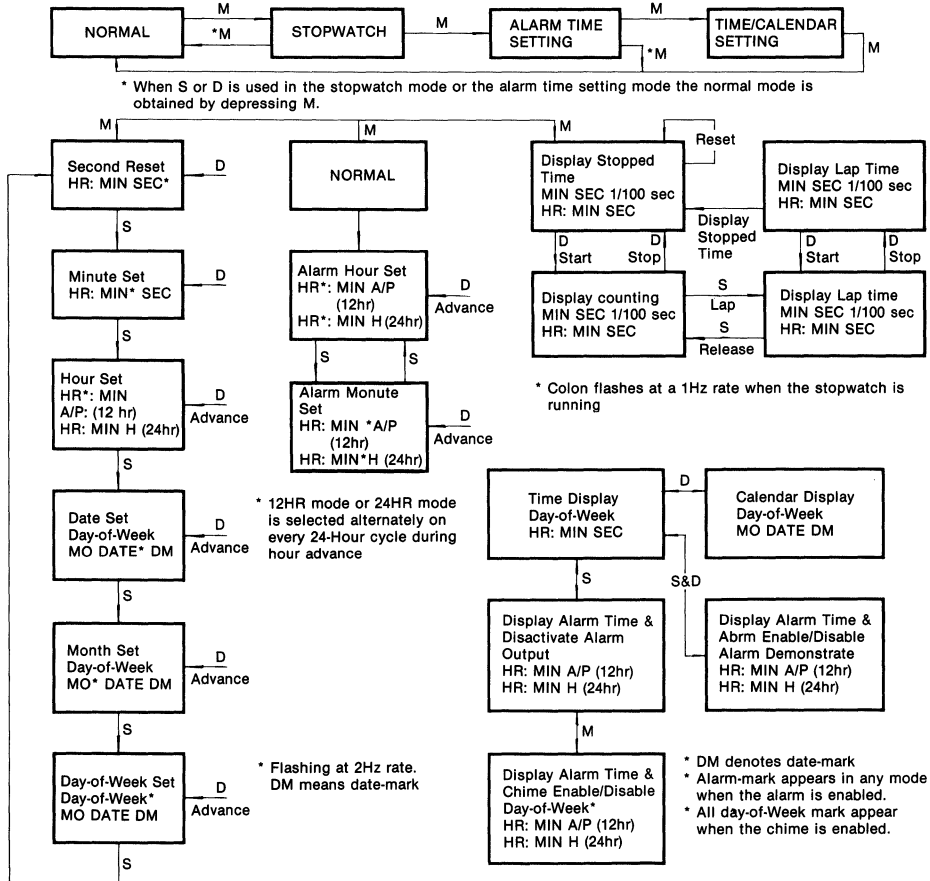 M
M
M
NORMAL
*M
STOPWATCH
ALARM TIME
SETTING
*M
TIME/CALENDAR
SETTING
M
* When S or D is used in the stopwatch mode or the alarm time setting mode the normal mode is
obtained by depressing M.
M
Second Reset
HR: MIN SEC*
D
S
Minute Set
HR: MIN* SEC
D
S
Hour Set
HR*: MIN
A/P: (12 hr)
HR: MIN H (24hr)
D
Advance
S
Date Set
Day-of-Week
MO DATE* DM
D
Advance
S
Month Set
Day-of-Week
MO* DATE DM
D
Advance
S
Day-of-Week Set
Day-of-Week*
MO DATE DM
D
Advance
S
M
NORMAL
Alarm Hour Set
HR*: MIN A/P
(12hr)
HR*: MIN H (24hr)
D
Advance
S
S
Alarm Monute
Set
HR: MIN *A/P
(12hr)
HR: MIN*H (24hr)
D
Advance
* 12HR mode or 24HR mode
is selected alternately on
every 24-Hour cycle during
hour advance
* Flashing at 2Hz rate.
DM means date-mark
M
Reset
Display Stopped
Time
MIN SEC 1/100 sec
HR: MIN SEC
Display Lap Time
MIN SEC 1/100 sec
HR: MIN SEC
Display
Stopped
Time
D
Start
D
Stop
D
Start
D
Stop
Display counting
MIN SEC 1/100 sec
HR: MIN SEC
S
Lap
S
Release
Display Lap time
MIN SEC 1/100 sec
HR: MIN SEC
* Colon flashes at a 1Hz rate when the stopwatch is
running
Time Display
Day-of-Week
HR: MIN SEC
D
Calendar Display
Day-of-Week
MO DATE DM
S
S&D
Display Alarm Time &
Disactivate Alarm
Output
HR: MIN A/P (12hr)
HR: MIN H (24hr)
Display Alarm Time &
Abrm Enable/Disable
Alarm Demonstrate
HR: MIN A/P (12hr)
HR: MIN H (24hr)
M
Display Alarm Time &
Chime Enable/Disable
Day-of-Week*
HR: MIN A/P (12hr)
HR: MIN H (24hr)
* DM denotes date-mark
* Alarm-mark appears in any mode
when the alarm is enabled.
* All day-of-Week mark appear
when the chime is enabled.